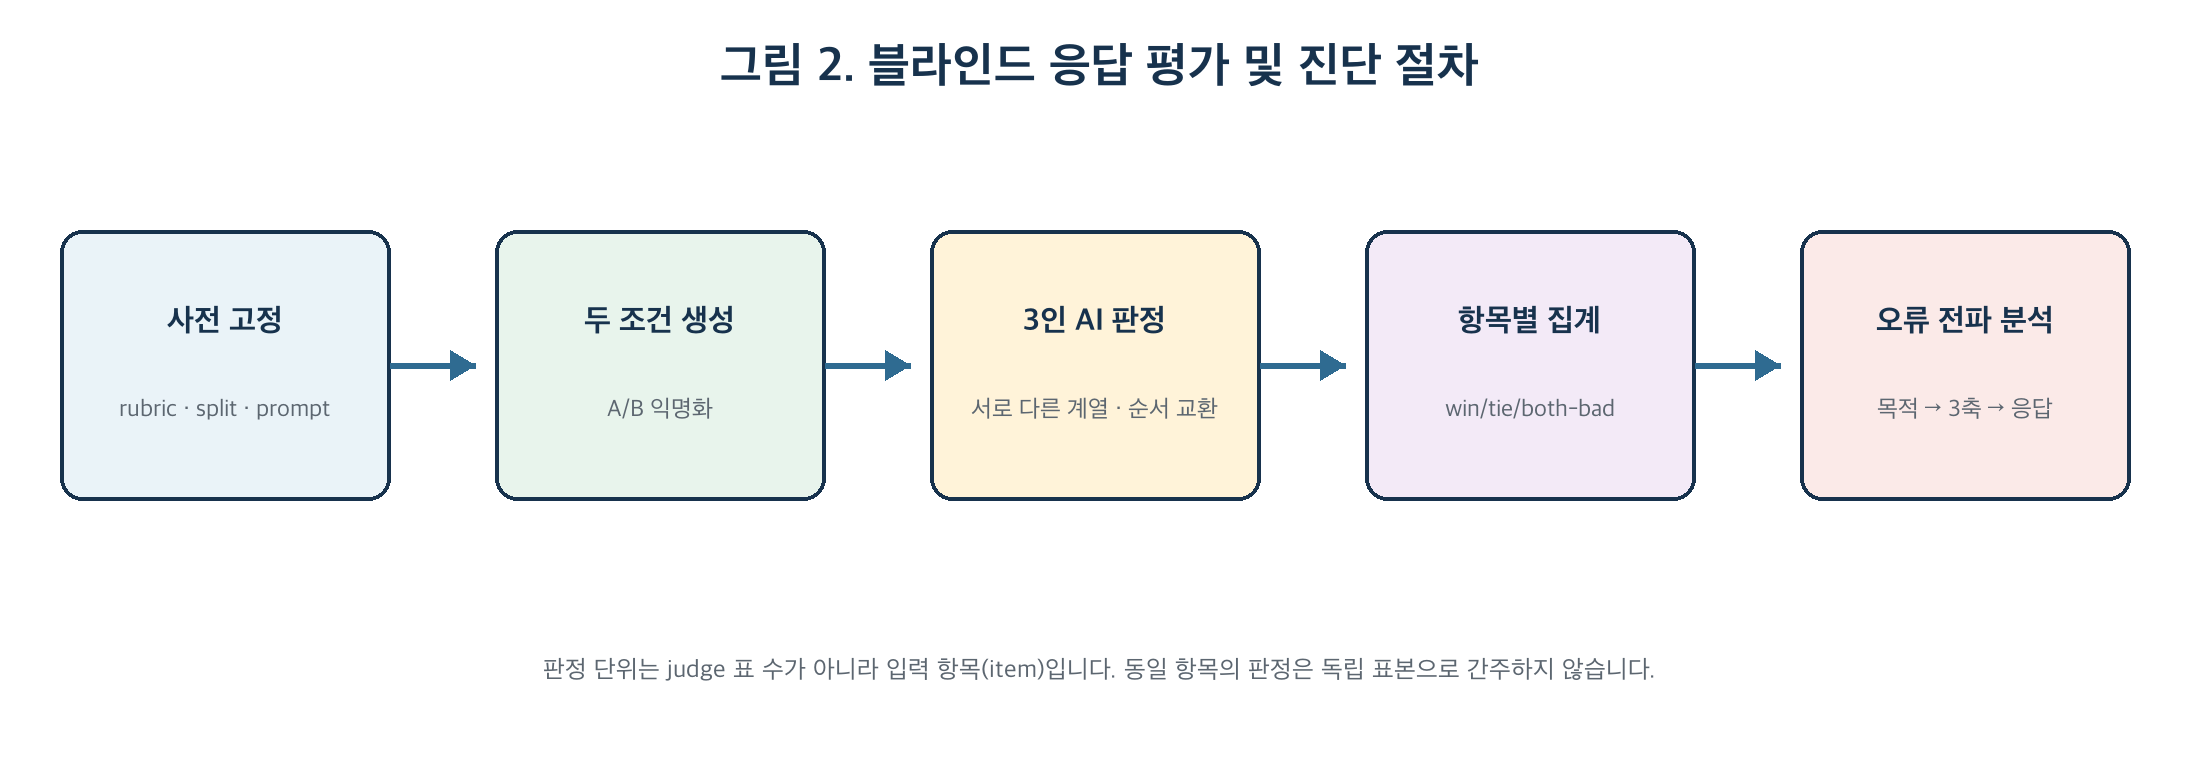 그림 2. 블라인드 응답 평가 및 진단 절차
사전 고정
rubric · split · prompt
두 조건 생성
A/B 익명화
3인 AI 판정
서로 다른 계열 · 순서 교환
항목별 집계
win/tie/both-bad
오류 전파 분석
목적 → 3축 → 응답
판정 단위는 judge 표 수가 아니라 입력 항목(item)입니다. 동일 항목의 판정은 독립 표본으로 간주하지 않습니다.